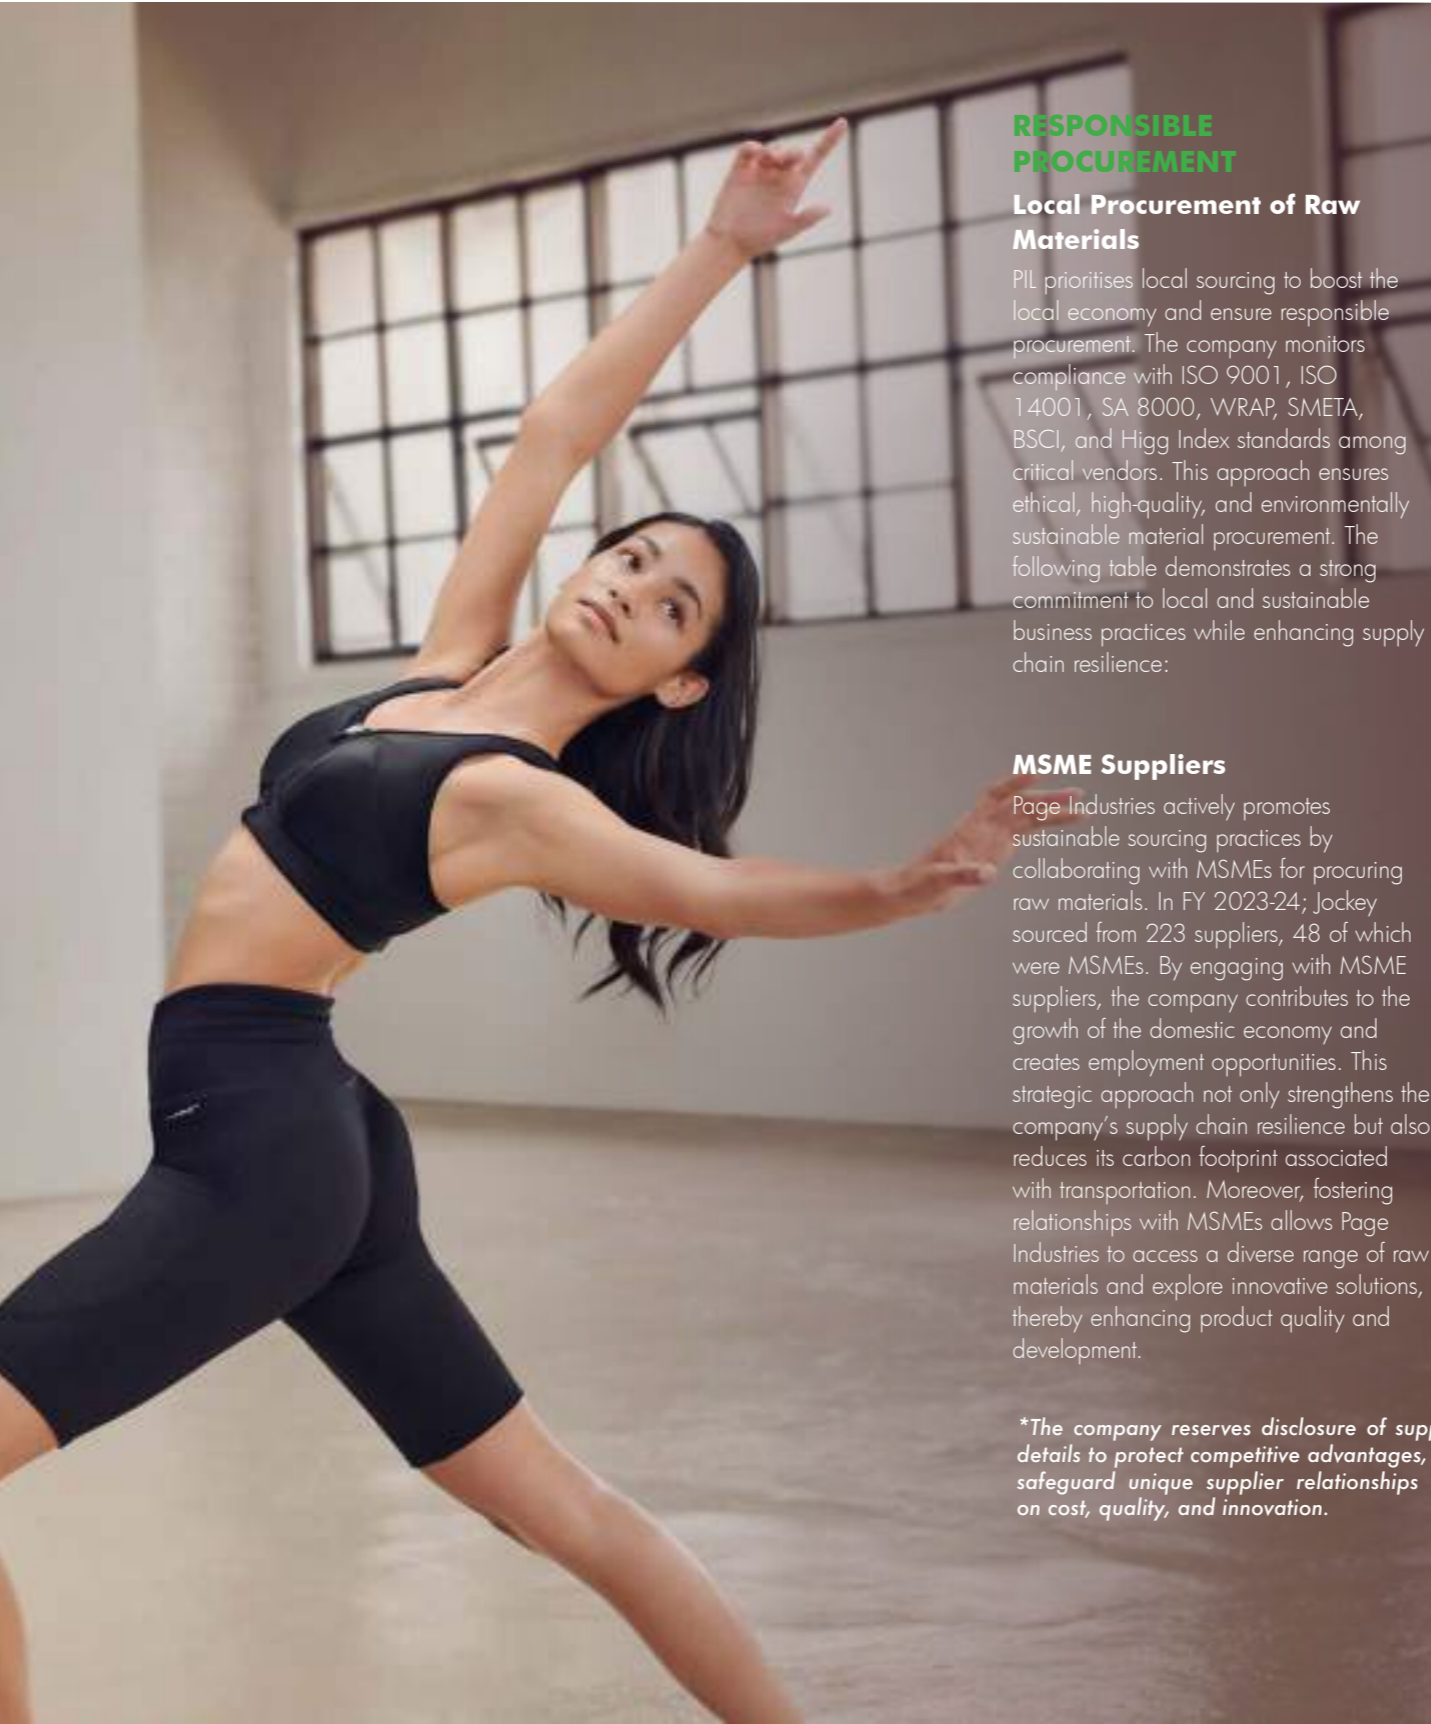 RESPONSIBLE
PROCUREMENT
Local Procurement of Raw
Materials
PIL prioritises local sourcing to boost the
local economy and ensure responsible
procurement. The company monitors
compliance with ISO 9001, ISO
14001, SA 8000, WRAP, SMETA,
BSCI, and Higg Index standards among
critical vendors. This approach ensures
ethical, high-quality, and environmentally
sustainable material procurement. The
following table demonstrates a strong
commitment to local and sustainable
business practices while enhancing supply
chain resilience:
MSME Suppliers
Page Industries actively promotes
sustainable sourcing practices by
collaborating with MSMEs for procuring
raw materials. In FY 2023-24; Jockey
sourced from 223 suppliers, 48 of which
were MSMEs. By engaging with MSME
suppliers, the company contributes to the
growth of the domestic economy and
creates employment opportunities. This
strategic approach not only strengthens the
company's supply chain resilience but also
reduces its carbon footprint associated
with transportation. Moreover, fostering
relationships with MSMEs allows Page
Industries to access a diverse range of raw
materials and explore innovative solutions,
thereby enhancing product quality and
development.
*The company reserves disclosure of
details to protect competitive advantages,
safeguard unique supplier relationships
on cost, quality, and innovation.